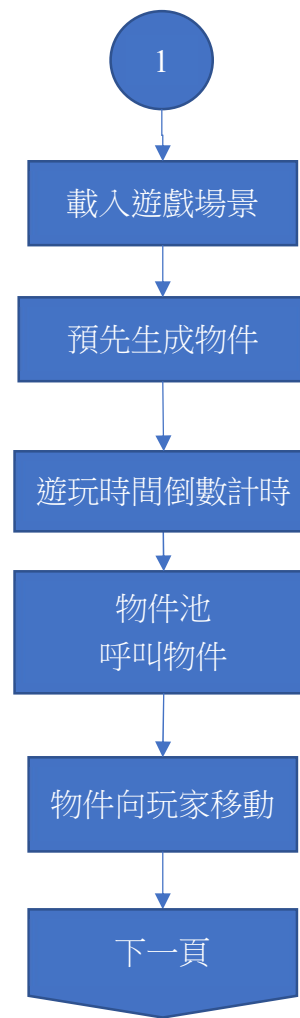 1
載入遊戲場景
預先生成物件
遊玩時間倒數計時
物件池
呼叫物件
物件向玩家移動
下一頁